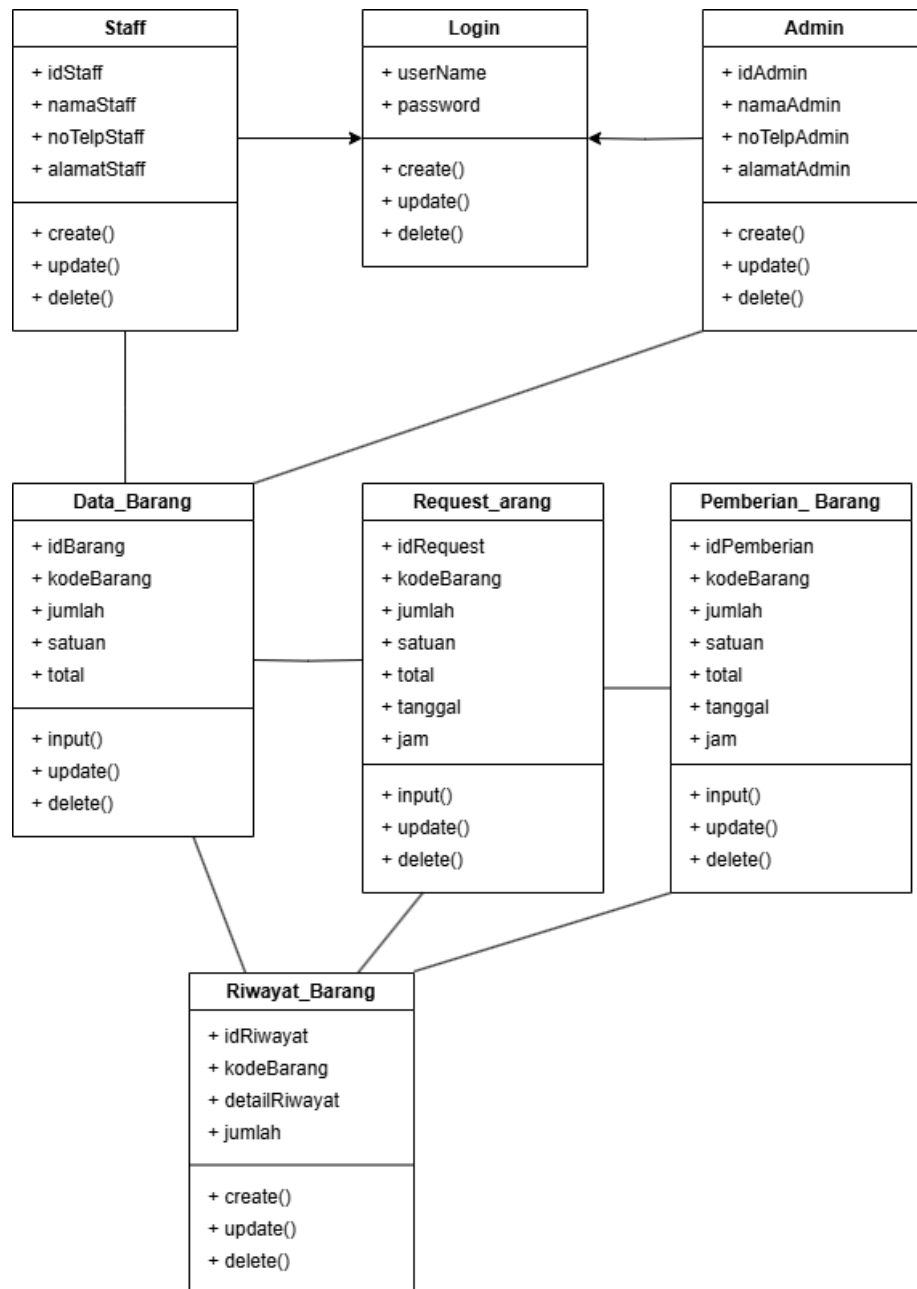 Staff
+ idStaff
+ namaStaff
+ noTelpStaff
+ alamatStaff
+ create()
+ update()
+ delete()
Login
+ userName
+ password
+ create()
+ update()
+ delete()
Admin
+ idAdmin
+ namaAdmin
+ noTelpAdmin
+ alamatAdmin
+ create()
+ update()
+ delete()
Data_Barang
+ idBarang
+ kodeBarang
+ jumlah
+ satuan
+ total
+ input()
+ update()
+ delete()
Request_arang
+ idRequest
+ kodeBarang
+ jumlah
+ satuan
+ total
+ tanggal
+ jam
+ input()
+ update()
+ delete()
Pemberian_ Barang
+ idPemberian
+ kodeBarang
+ jumlah
+ satuan
+ total
+ tanggal
+ jam
+ input()
+ update()
+ delete()
Riwayat_Barang
+ idRiwayat
+ kodeBarang
+ detailRiwayat
+ jumlah
+ create()
+ update()
+ delete()